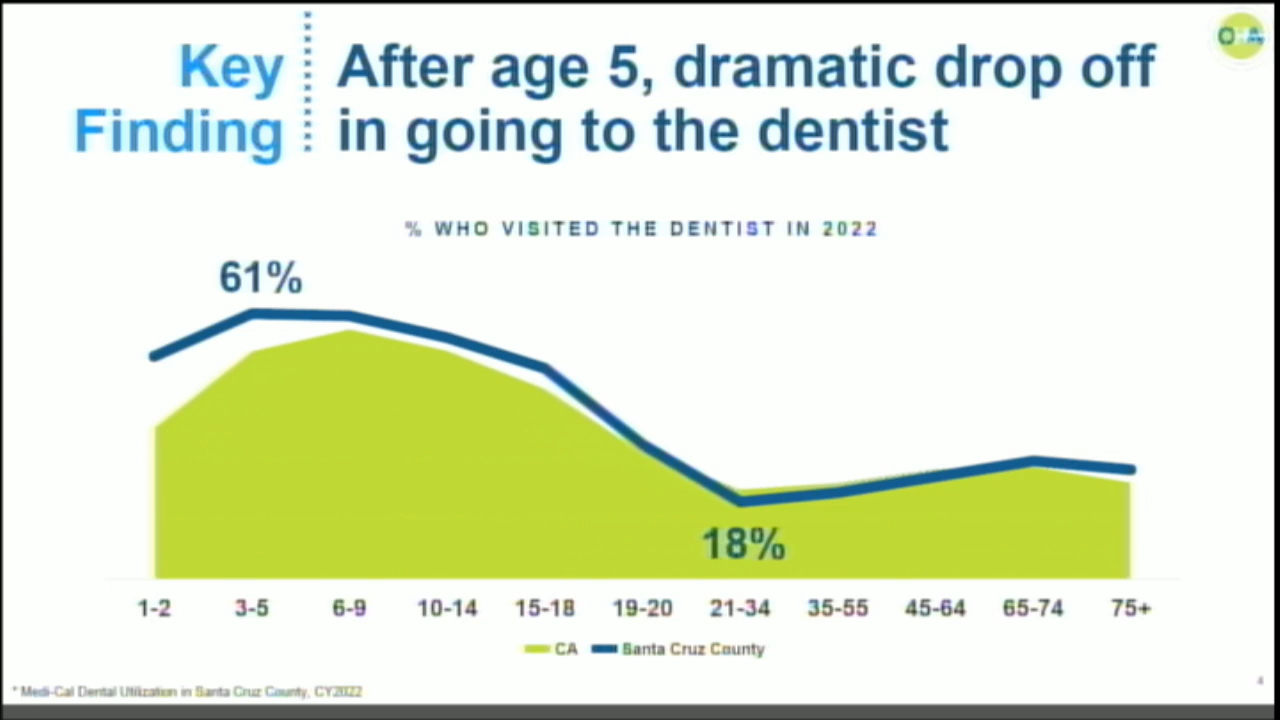 Key
Finding
After age 5, dramatic drop off
in going to the dentist
% WHO VISITED THE DENTIST IN 2022
61%
18%
1-2 3-5 6-9 10-14 15-18 19-20 21-34 35-55 45-64 65-74 75+
CA Santa Cruz County
* Medi-Cal Dental Utilization in Santa Cruz County, CY2022
4